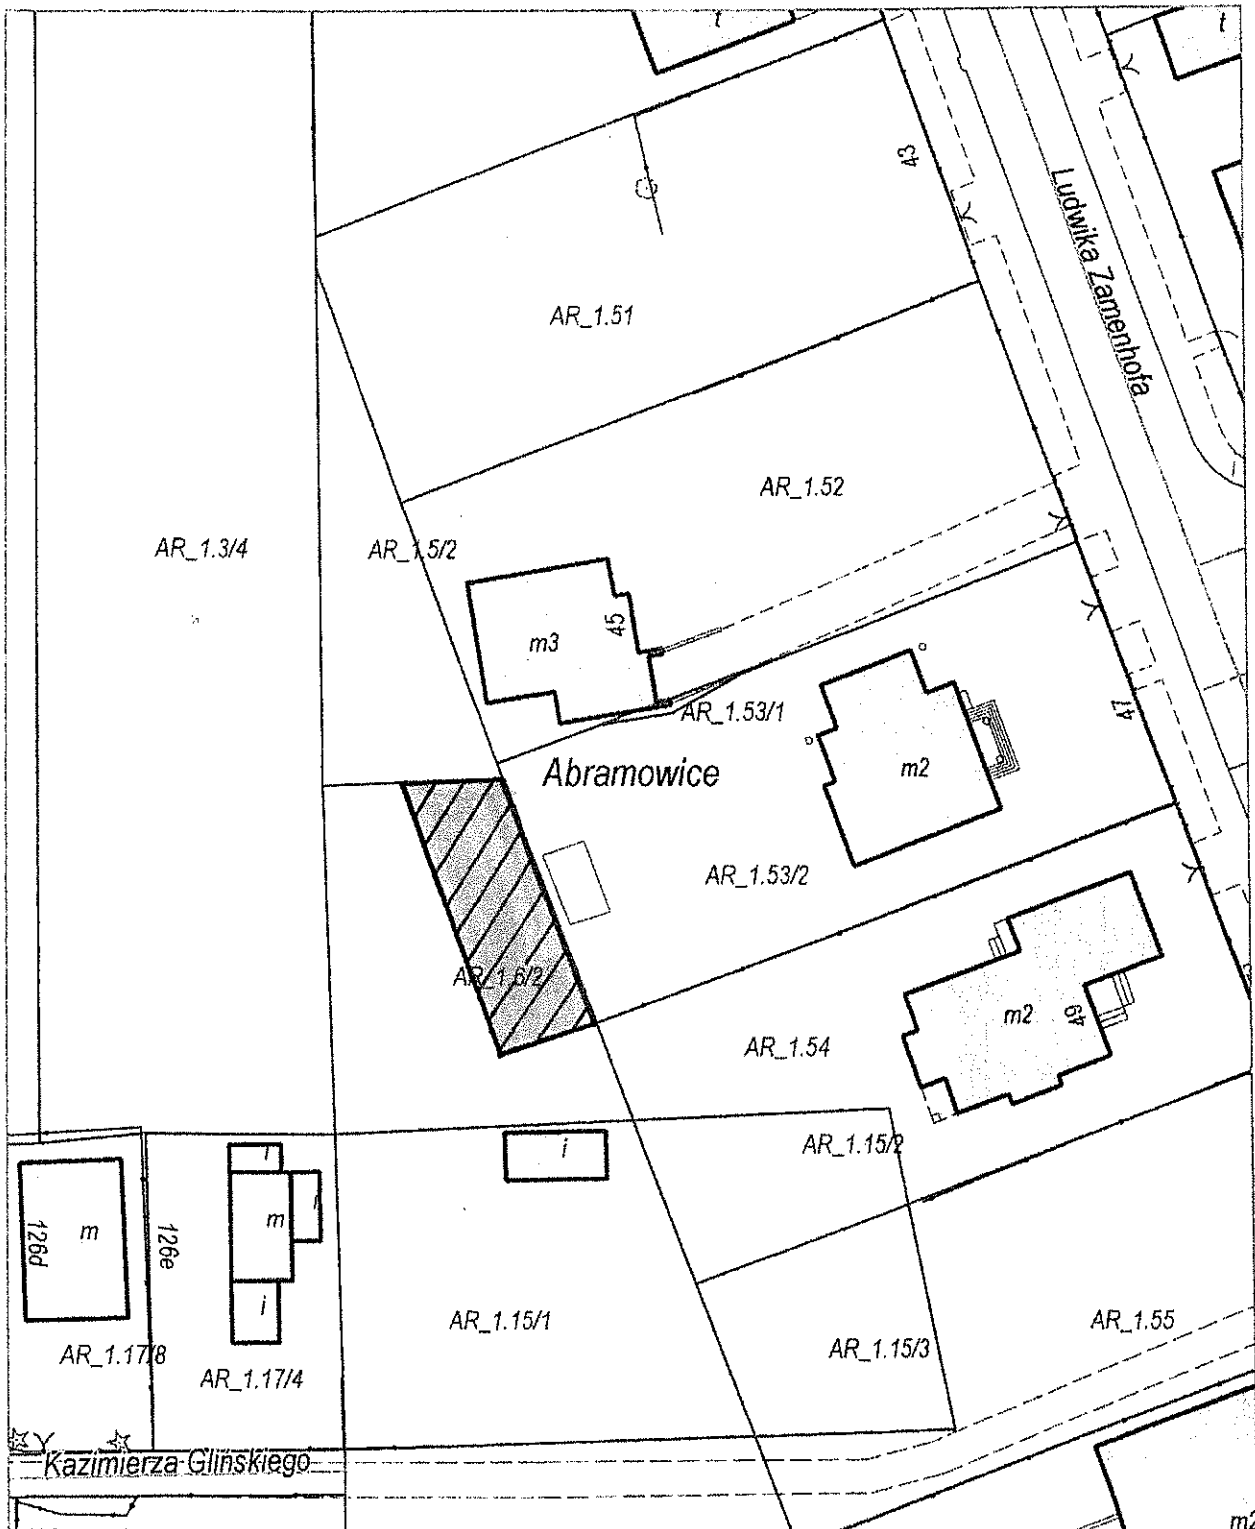 t
t
43
Ludwika Zamenhofa
AR_1.51
AR_1.52
AR_1.3/4
AR_1.5/2
m3
45
AR_1.53/1
47
Abramowice
m2
AR_1.53/2
AR_1.6/2
m2
49
AR_1.54
AR_1.15/2
i
i
i
m
m
126d
126e
i
AR_1.15/1
AR_1.55
AR_1.15/3
AR_1.17/8
AR_1.17/4
Kazimierza Glińskiego
m2